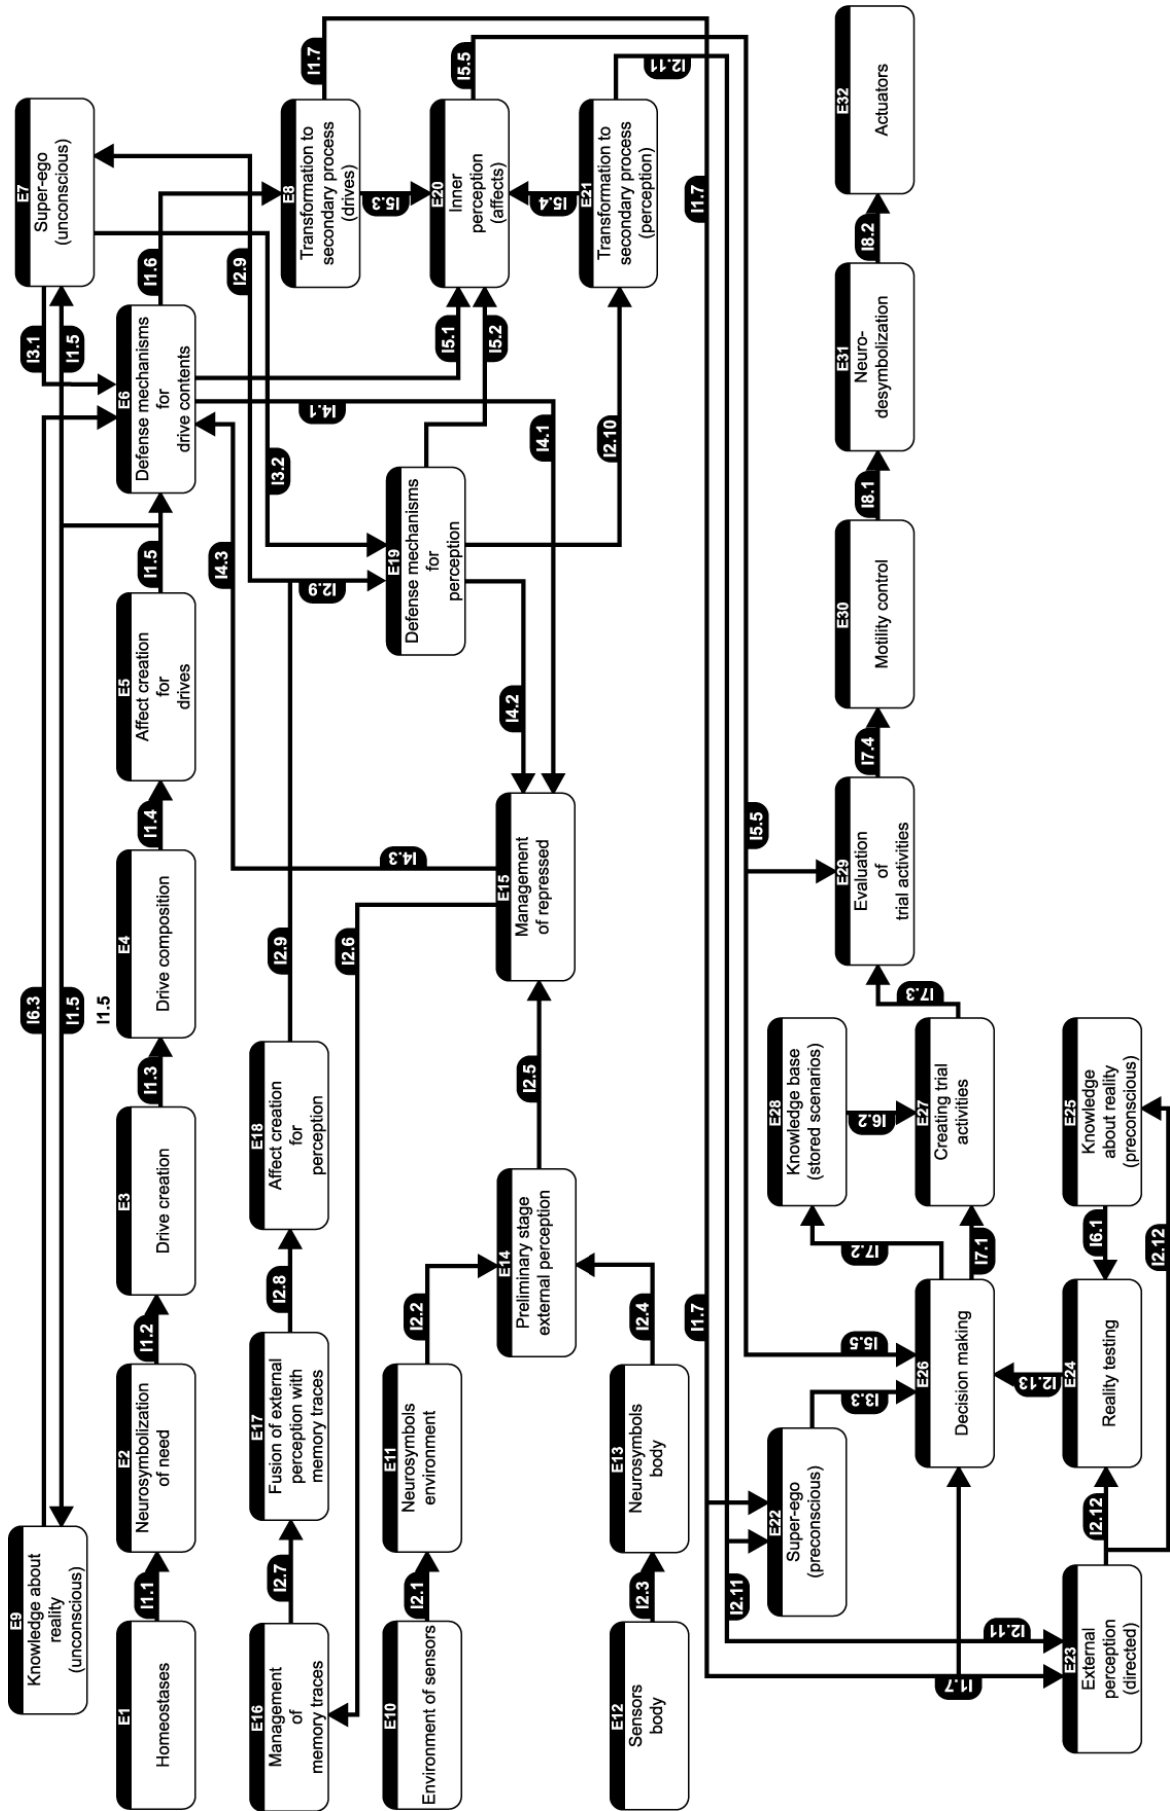 E9
Knowledge about
reality
(unconscious)
I6.3
I1.5
I1.5
I3.1
I1.5
E7
Super-ego
(unconscious)
E1
Homeostases
I1.1
E2
Neurosymbolization
of need
I1.2
E3
Drive creation
I1.3
E4
Drive composition
I1.4
E5
Affect creation
for
drives
I1.5
E6
Defense mechanisms
for
drive contents
I1.6
I4.3
I2.9
E16
Management
of
memory traces
I2.7
E17
Fusion of external
perception with
memory traces
I2.8
E18
Affect creation
for
perception
I2.9
I2.9
I3.2
I4.1
E8
Transformation to
secondary process
(drives)
I1.7
I2.6
I4.3
I5.3
E10
Environment of sensors
I2.1
E11
Neurosymbols
environment
I2.2
E19
Defense mechanisms
for
perception
I5.1
I5.2
E20
Inner
perception
(affects)
I5.5
E14
Preliminary stage
external perception
I2.5
E15
Management
of repressed
I4.2
I4.1
I5.4
E12
Sensors
body
I2.3
E13
Neurosymbols
body
I2.4
I2.10
E21
Transformation to
secondary process
(perception)
I2.11
I1.7
I1.7
I2.11
I5.5
E22
Super-ego
(preconscious)
I3.3
I5.5
E28
Knowledge base
(stored scenarios)
I7.2
I6.2
E29
Evaluation
of
trial activities
I7.4
E30
Motility control
I8.1
E31
Neuro-
desymbolization
I8.2
E32
Actuators
I1.7
I2.11
E26
Decision making
I7.1
E27
Creating trial
activities
I7.3
I2.13
E23
External
perception
(directed)
I2.12
E24
Reality testing
I6.1
E25
Knowledge
about reality
(preconscious)
I2.12